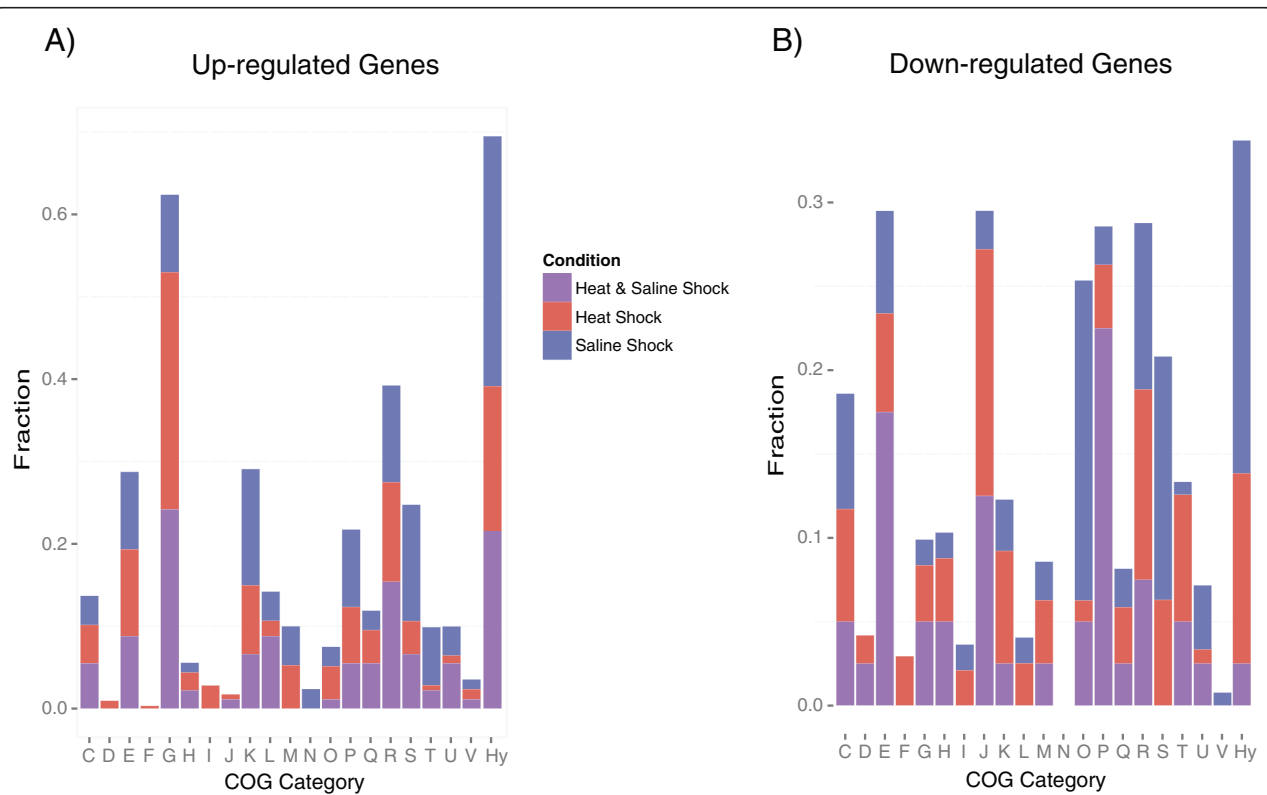 A)
Up-regulated Genes
Fraction
0.6
0.4
0.2
0.0
C D E F G H I J K L M N O P Q R S T U V Hy
COG Category
Condition
Heat & Saline Shock
Heat Shock
Saline Shock
B)
Down-regulated Genes
Fraction
0.3
0.2
0.1
0.0
C D E F G H I J K L M N O P Q R S T U V Hy
COG Category